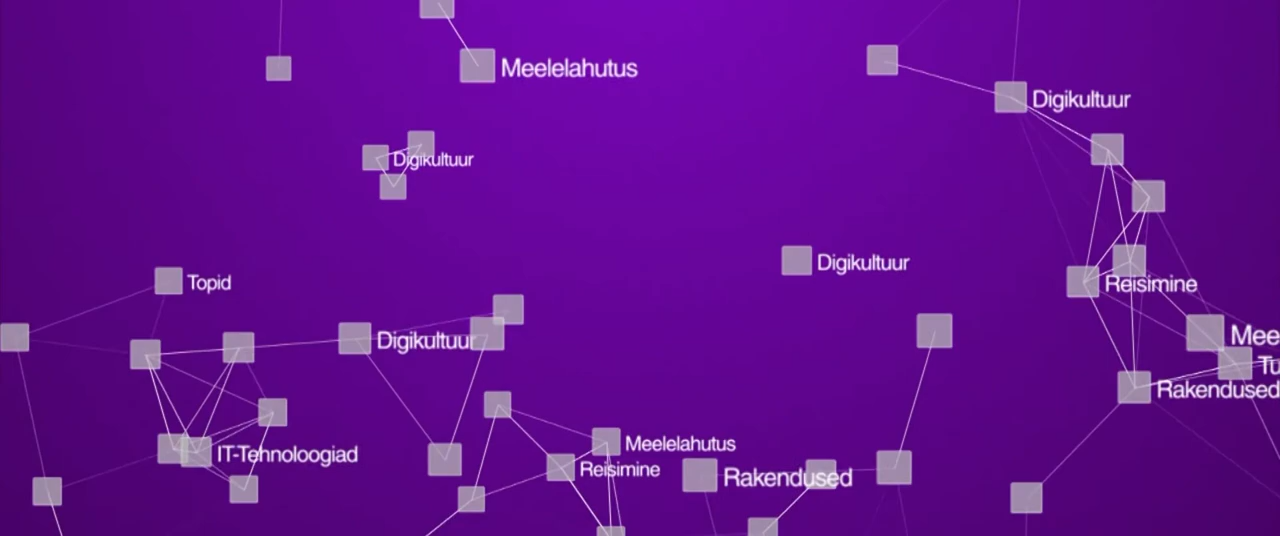 Meelelahutus
Digikultuur
Digikultuur
Digikultuur
Topid
Reisimine
Digikultuur
Rakendused
Meelelahutus
IT-Tehnoloogiad
Reisimine
Rakendused